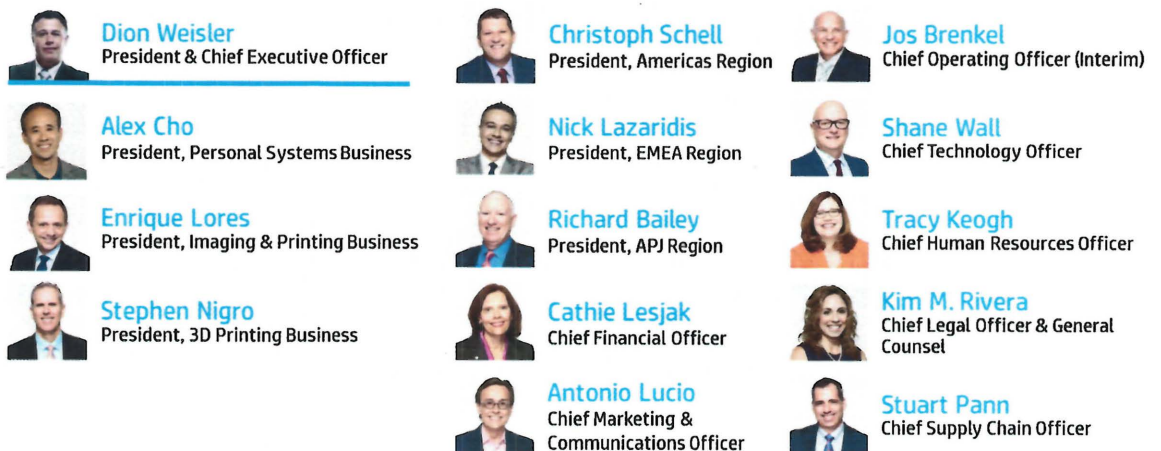 Dion Weisler
President & Chief Executive Officer
Alex Cho
President, Personal Systems Business
Enrique Lores
President, Imaging & Printing Business
Stephen Nigro
President, 3D Printing Business
Christoph Schell
President, Americas Region
Nick Lazaridis
President, EMEA Region
Richard Bailey
President, APJ Region
Cathie Lesjak
Chief Financial Officer
Antonio Lucio
Chief Marketing &
Communications Officer
Jos Brenkel
Chief Operating Officer (Interim)
Shane Wall
Chief Technology Officer
Tracy Keogh
Chief Human Resources Officer
Kim M. Rivera
Chief Legal Officer & General
Counsel
Stuart Pann
Chief Supply Chain Officer